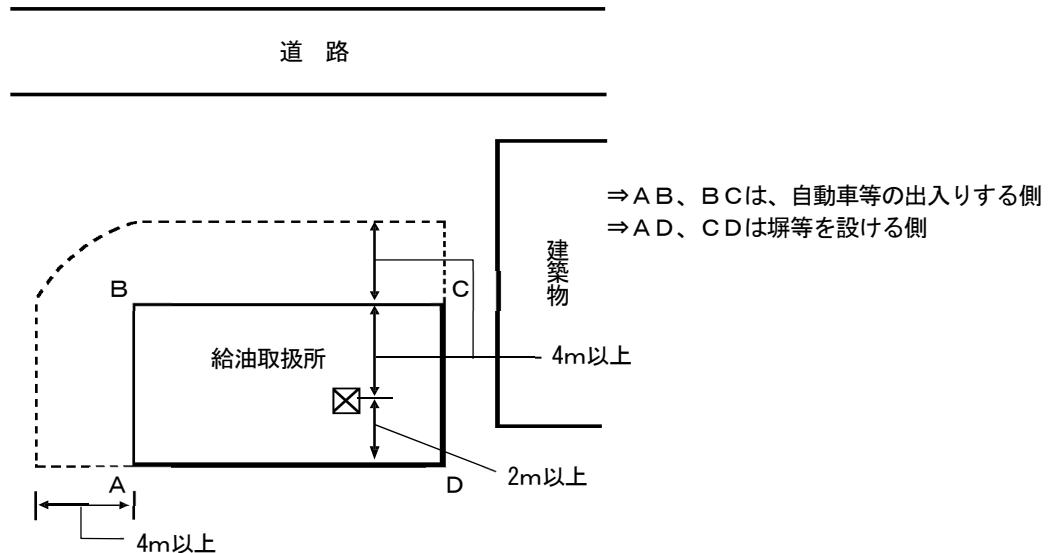 道　路
⇒ＡＢ、ＢＣは、自動車等の出入りする側
⇒ＡＤ、ＣＤは塀等を設ける側
建築物
Ｂ
Ｃ
給油取扱所
4ｍ以上
2ｍ以上
Ａ
Ｄ
4ｍ以上